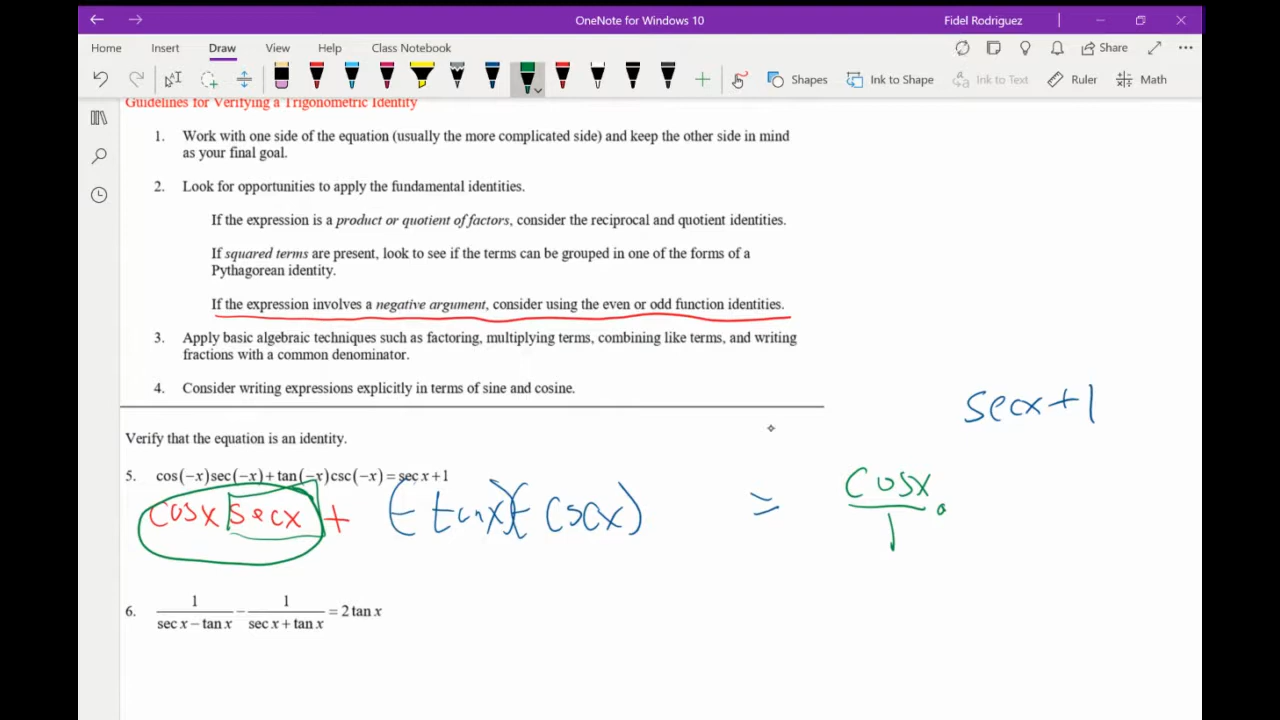 OneNote for Windows 10
Fidel Rodriguez
Home Insert Draw View Help Class Notebook Share
Shapes Ink to Shape Ink to Text Ruler Math
Guidelines for Verifying a Trigonometric Identity
1. Work with one side of the equation (usually the more complicated side) and keep the other side in mind
as your final goal.
2. Look for opportunities to apply the fundamental identities.
If the expression is a product or quotient of factors, consider the reciprocal and quotient identities.
If squared terms are present, look to see if the terms can be grouped in one of the forms of a
Pythagorean identity.
If the expression involves a negative argument, consider using the even or odd function identities.
3. Apply basic algebraic techniques such as factoring, multiplying terms, combining like terms, and writing
fractions with a common denominator.
4. Consider writing expressions explicitly in terms of sine and cosine.
secx+1
Verify that the equation is an identity.
5. cos(−x)sec(−x)+tan(−x)csc(−x)=sec x+1
cosx secx + (- tanx)(- cscx) = cosx/1 ·
6. 1/(sec x − tan x) − 1/(sec x + tan x) = 2 tan x